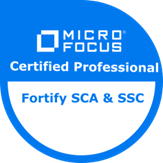 MICRO
FOCUS
Certified Professional
Fortify SCA & SSC